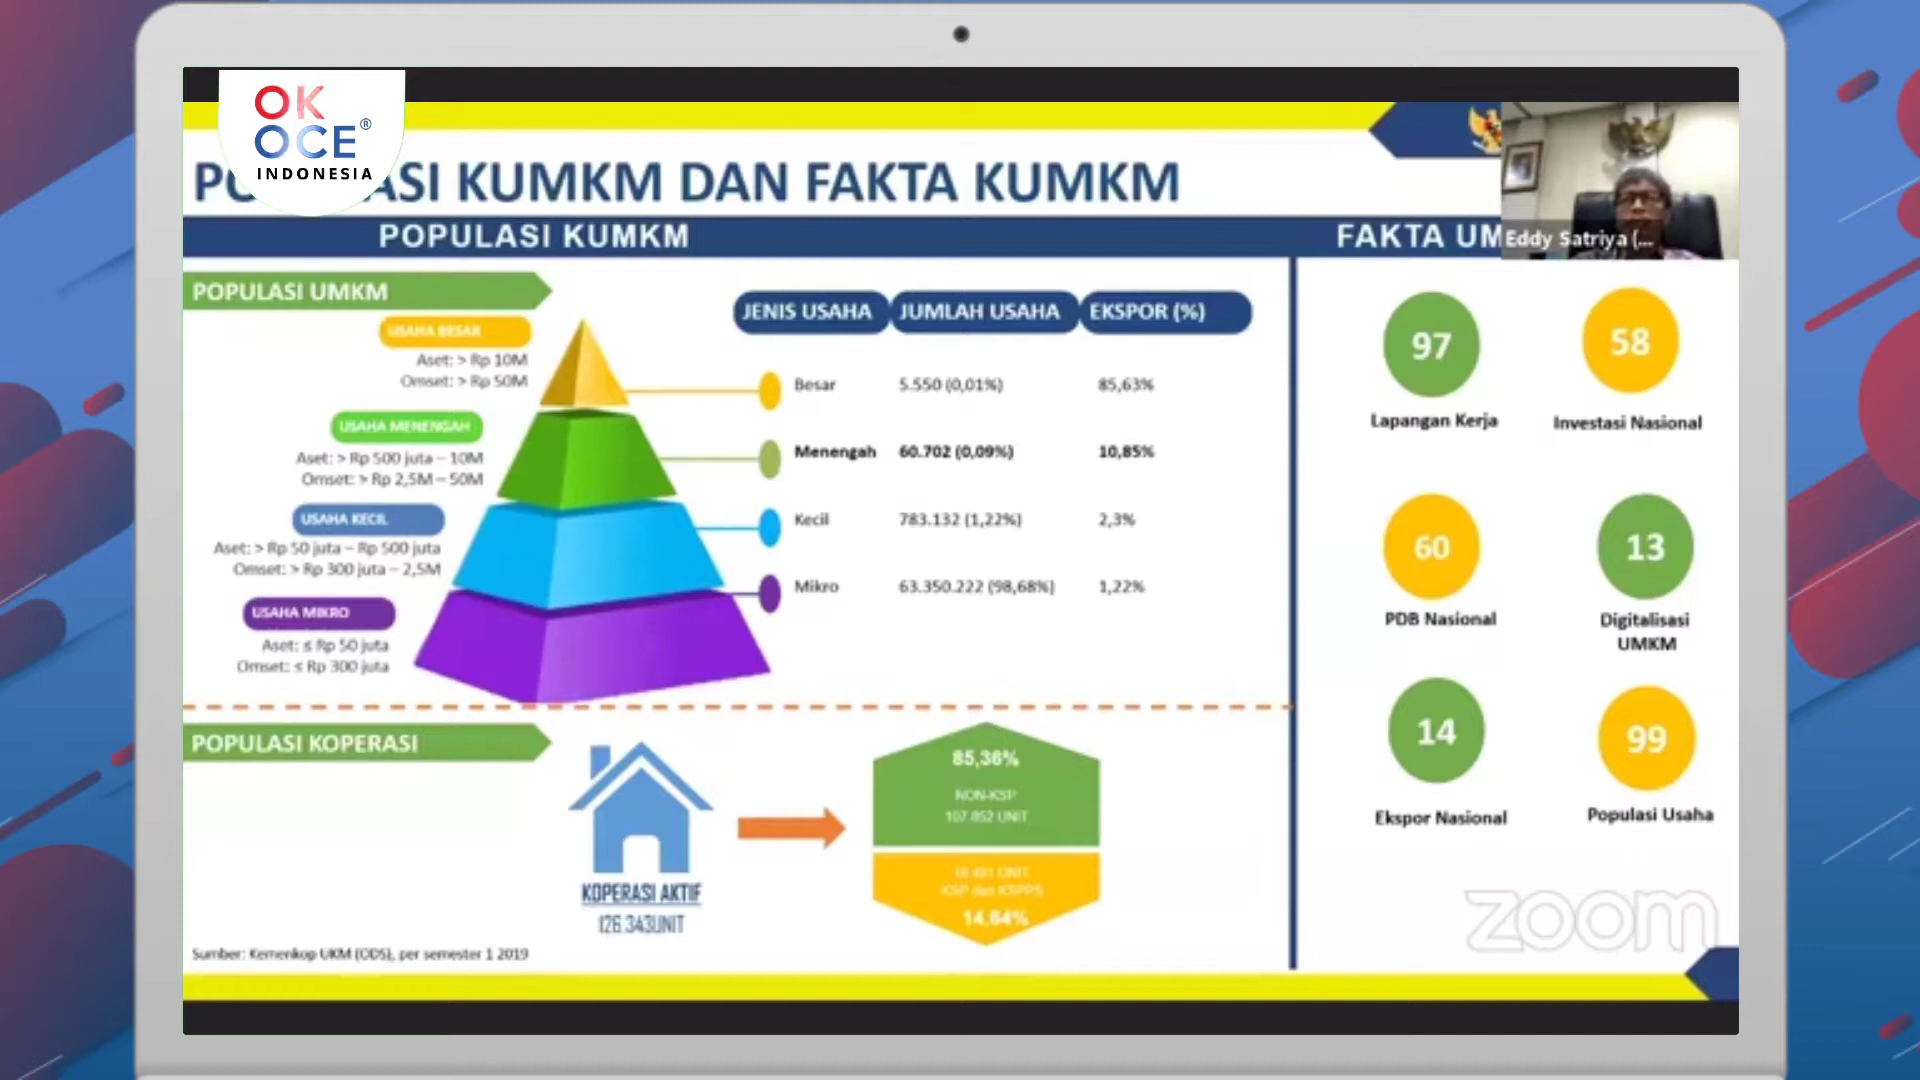 OK
OCE®
INDONESIA
ASI KUMKM DAN FAKTA KUMKM
POPULASI KUMKM
FAKTA UM
Eddy Satriya (...
POPULASI UMKM
USAHA BESAR
Aset: > Rp 10M
Omset: > Rp 50M
USAHA MENENGAH
Aset: > Rp 500 juta – 10M
Omset: > Rp 2,5M – 50M
USAHA KECIL
Aset: > Rp 50 juta – Rp 500 juta
Omset: > Rp 300 juta – 2,5M
USAHA MIKRO
Aset: ≤ Rp 50 juta
Omset: ≤ Rp 300 juta
JENIS USAHA JUMLAH USAHA EKSPOR (%)
Besar 5.550 (0,01%) 85,63%
Menengah 60.702 (0,09%) 10,85%
Kecil 783.132 (1,22%) 2,3%
Mikro 63.350.222 (98,68%) 1,22%
97
Lapangan Kerja
58
Investasi Nasional
60
PDB Nasional
13
Digitalisasi
UMKM
14
Ekspor Nasional
99
Populasi Usaha
POPULASI KOPERASI
KOPERASI AKTIF
126.343UNIT
85,36%
NON-KSP
107.852 UNIT
UNIT
KSP dan KSPPS
14,64%
Sumber: Kemenkop UKM (ODS), per semester 1 2019
zoom